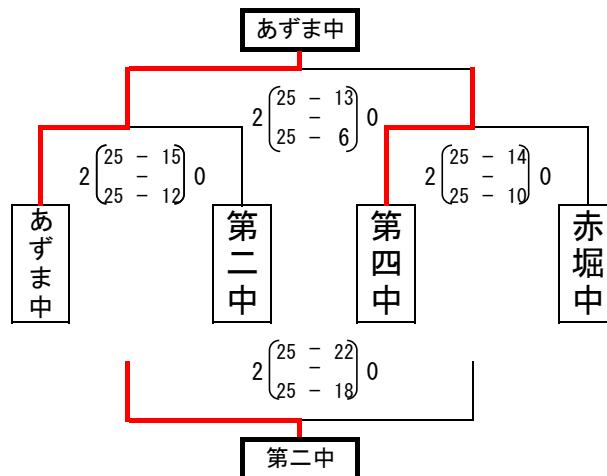 あずま中
2 25 － 13 0
－
25 － 6
2 25 － 15 0
－
25 － 12
2 25 － 14 0
－
25 － 10
あずま中
第二中
第四中
赤堀中
2 25 － 22 0
－
25 － 18
第二中